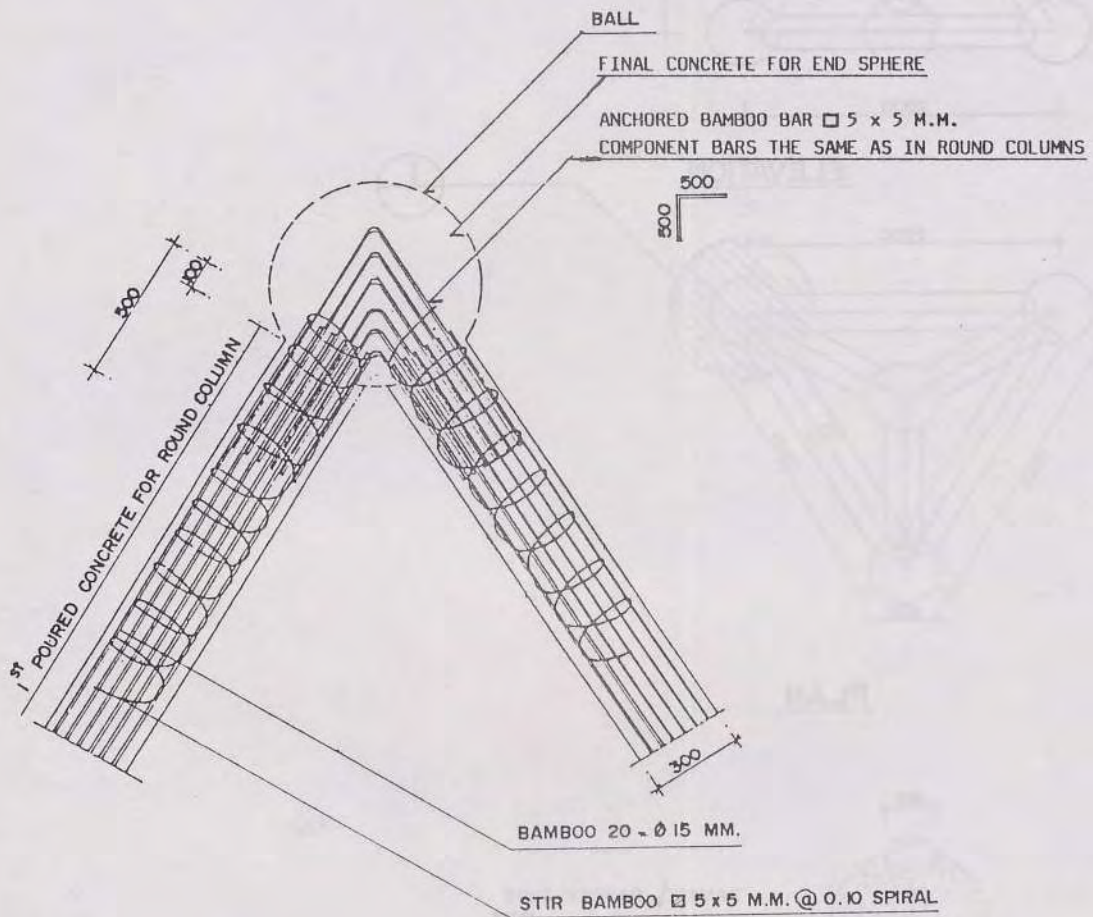 BALL
FINAL CONCRETE FOR END SPHERE
ANCHORED BAMBOO BAR □ 5 x 5 M.M.
COMPONENT BARS THE SAME AS IN ROUND COLUMNS
500
500
500
100
1ST POURED CONCRETE FOR ROUND COLUMN
300
BAMBOO 20 - Ø 15 MM.
STIR BAMBOO □ 5 x 5 M.M. @ 0.10 SPIRAL
ELEVATION
PLAN